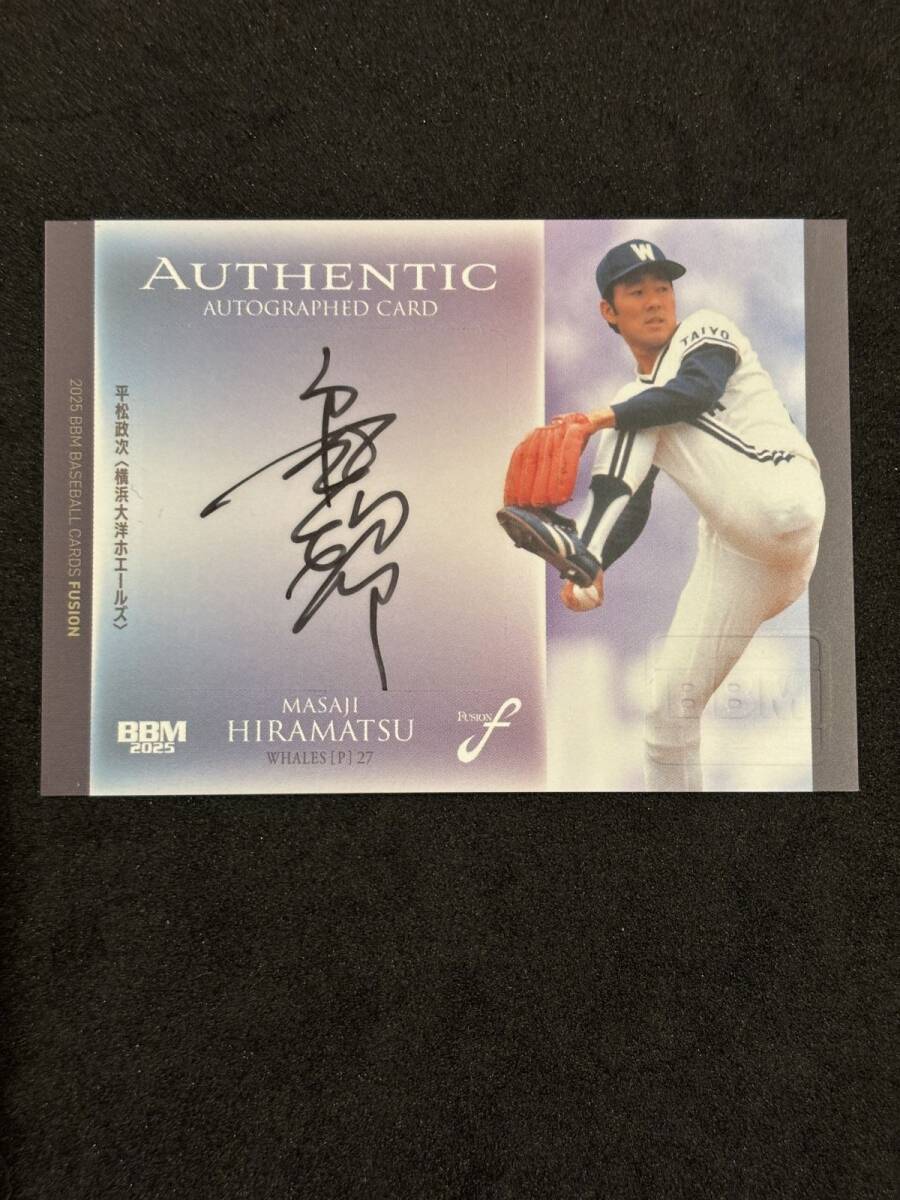 AUTHENTIC
AUTOGRAPHED CARD
平松政次〈横浜大洋ホエールズ〉
2025 BBM BASEBALL CARDS FUSION
MASAJI
HIRAMATSU
WHALES [P] 27
BBM
2025
FUSION
f
W
TAIYO
BBM